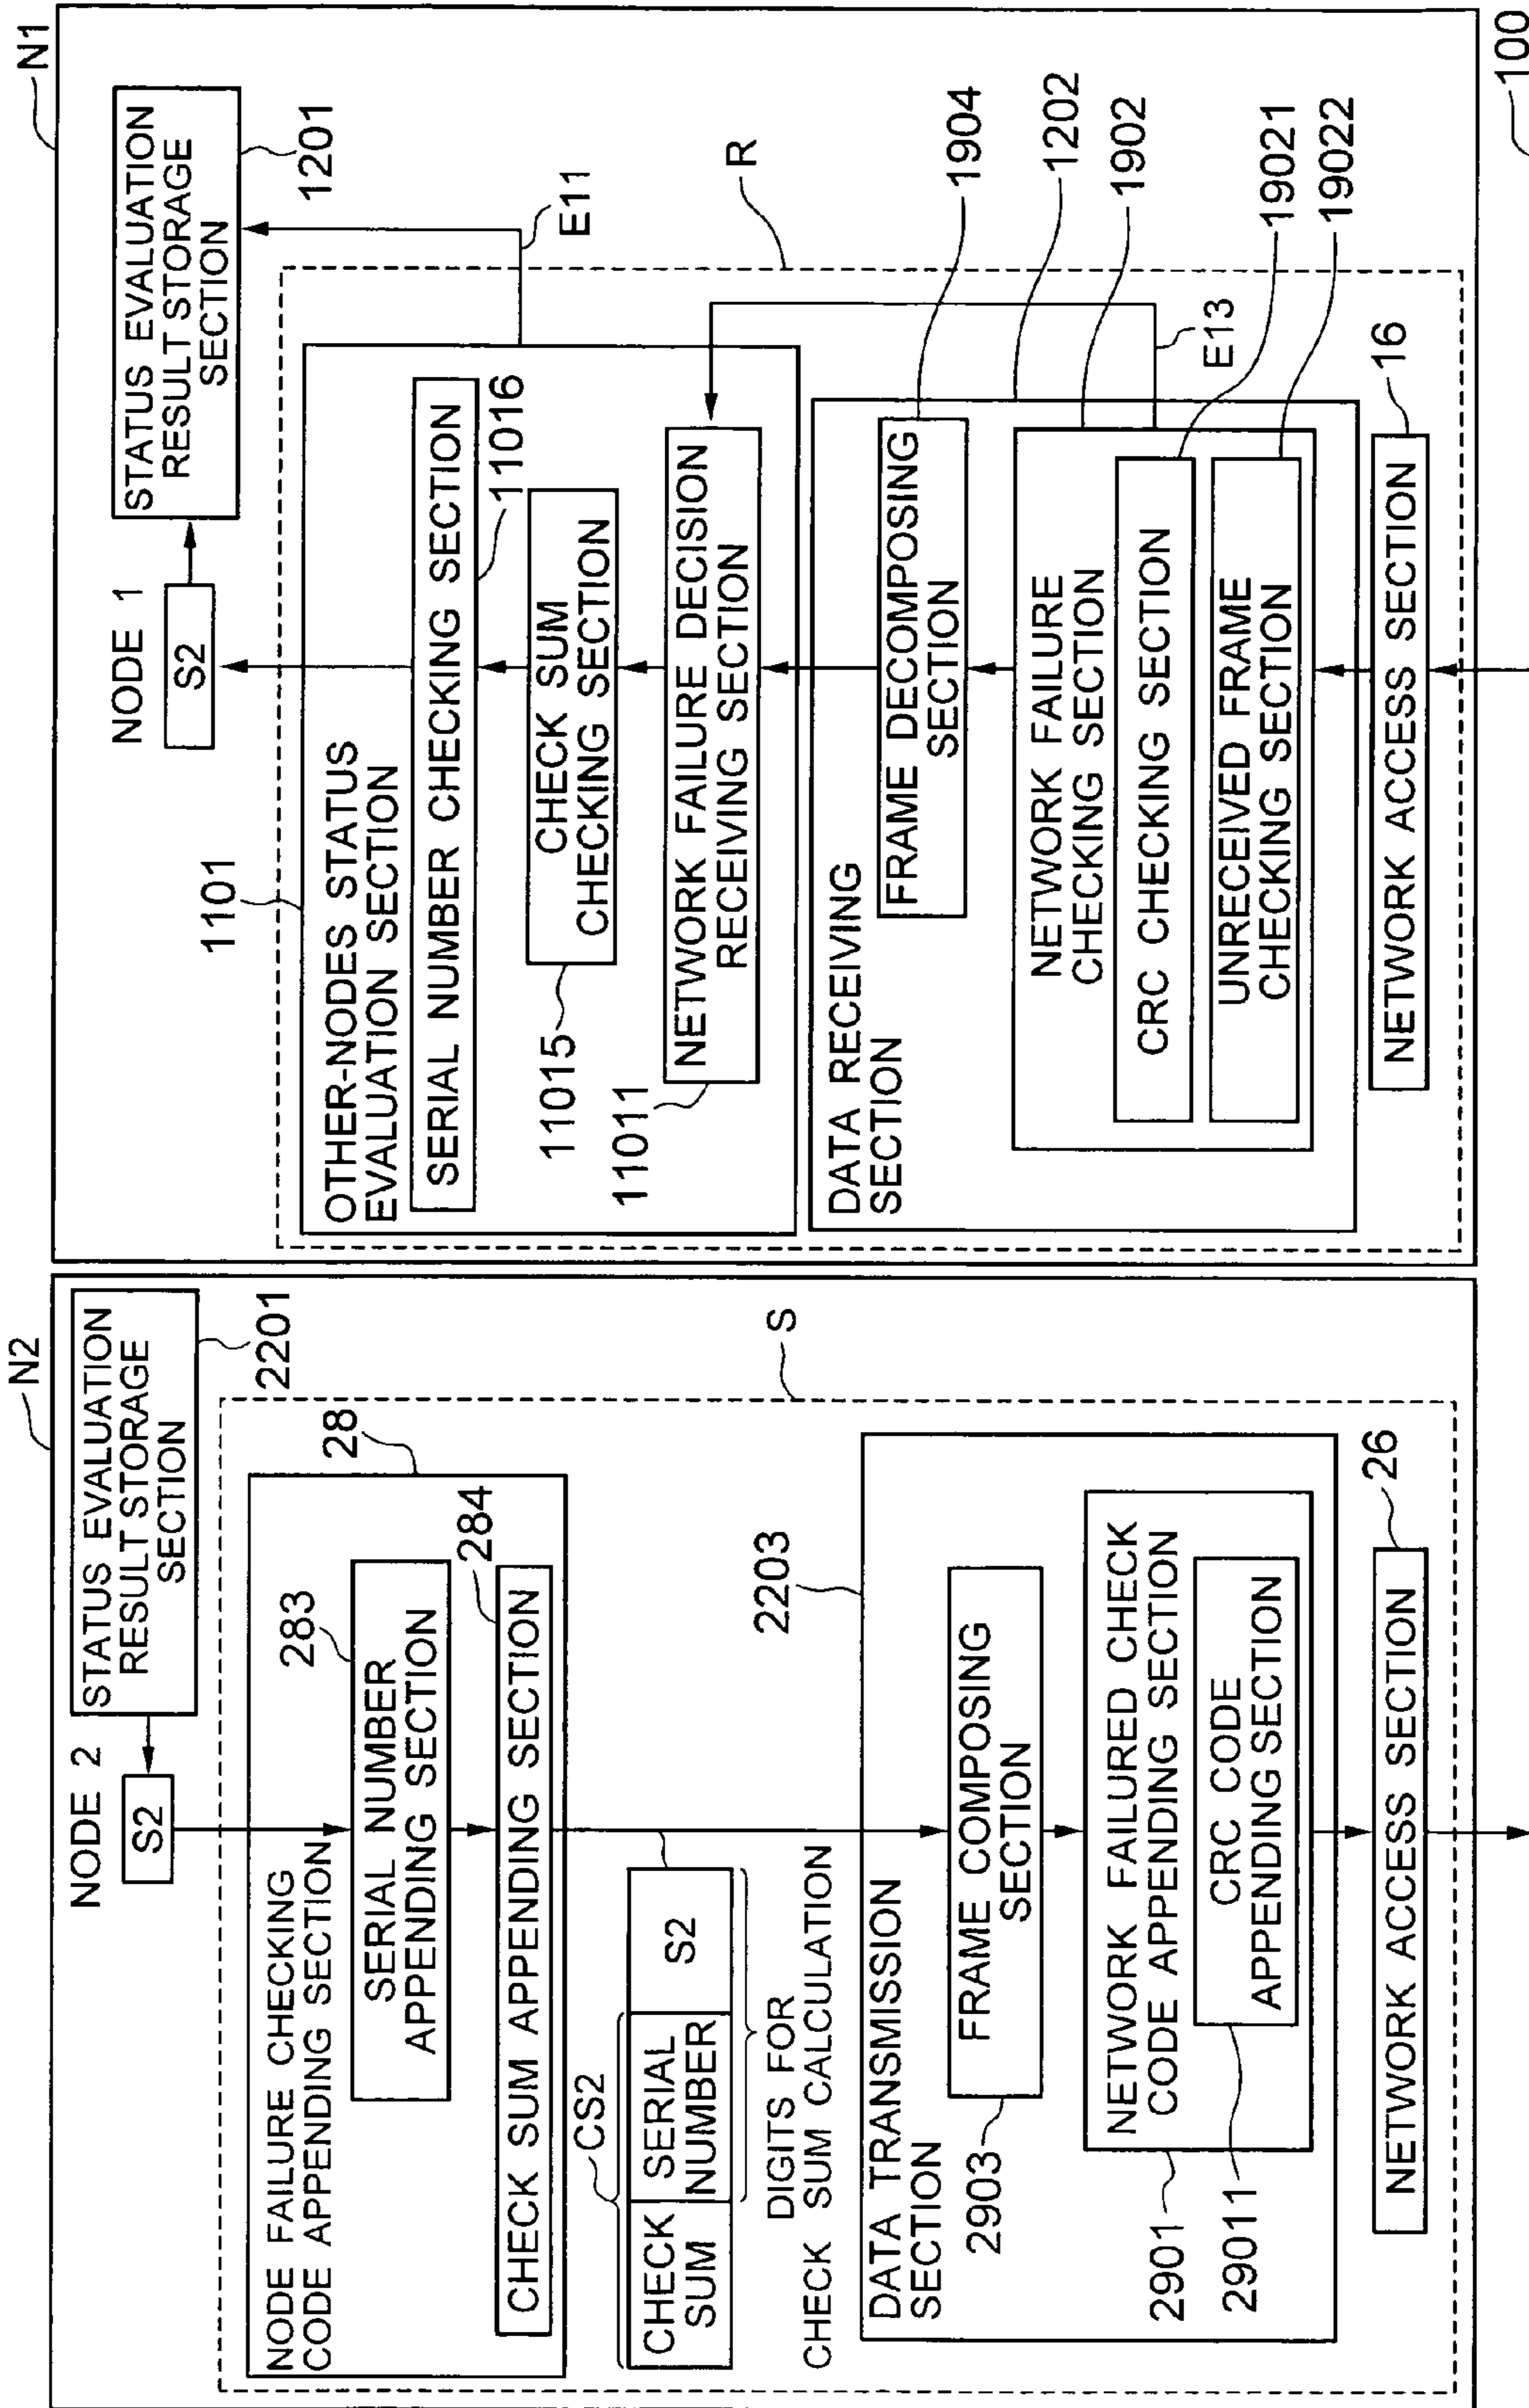 N2
NODE 2
S2
STATUS EVALUATION
RESULT STORAGE
SECTION
2201
NODE FAILURE CHECKING
CODE APPENDING SECTION
28
283
SERIAL NUMBER
APPENDING SECTION
284
CHECK SUM APPENDING SECTION
CS2
CHECK
SUM
SERIAL
NUMBER
S2
DIGITS FOR
CHECK SUM CALCULATION
S
DATA TRANSMISSION
SECTION
2203
FRAME COMPOSING
SECTION
2903
NETWORK FAILURED CHECK
CODE APPENDING SECTION
2901
CRC CODE
APPENDING SECTION
29011
NETWORK ACCESS SECTION
26
N1
NODE 1
S2
STATUS EVALUATION
RESULT STORAGE
SECTION
1201
1101
OTHER-NODES STATUS
EVALUATION SECTION
E11
SERIAL NUMBER CHECKING SECTION
11016
CHECK SUM
CHECKING SECTION
11015
NETWORK FAILURE DECISION
RECEIVING SECTION
11011
R
DATA RECEIVING
SECTION
FRAME DECOMPOSING
SECTION
1904
1202
NETWORK FAILURE
CHECKING SECTION
1902
E13
CRC CHECKING SECTION
19021
UNRECEIVED FRAME
CHECKING SECTION
19022
NETWORK ACCESS SECTION
16
100